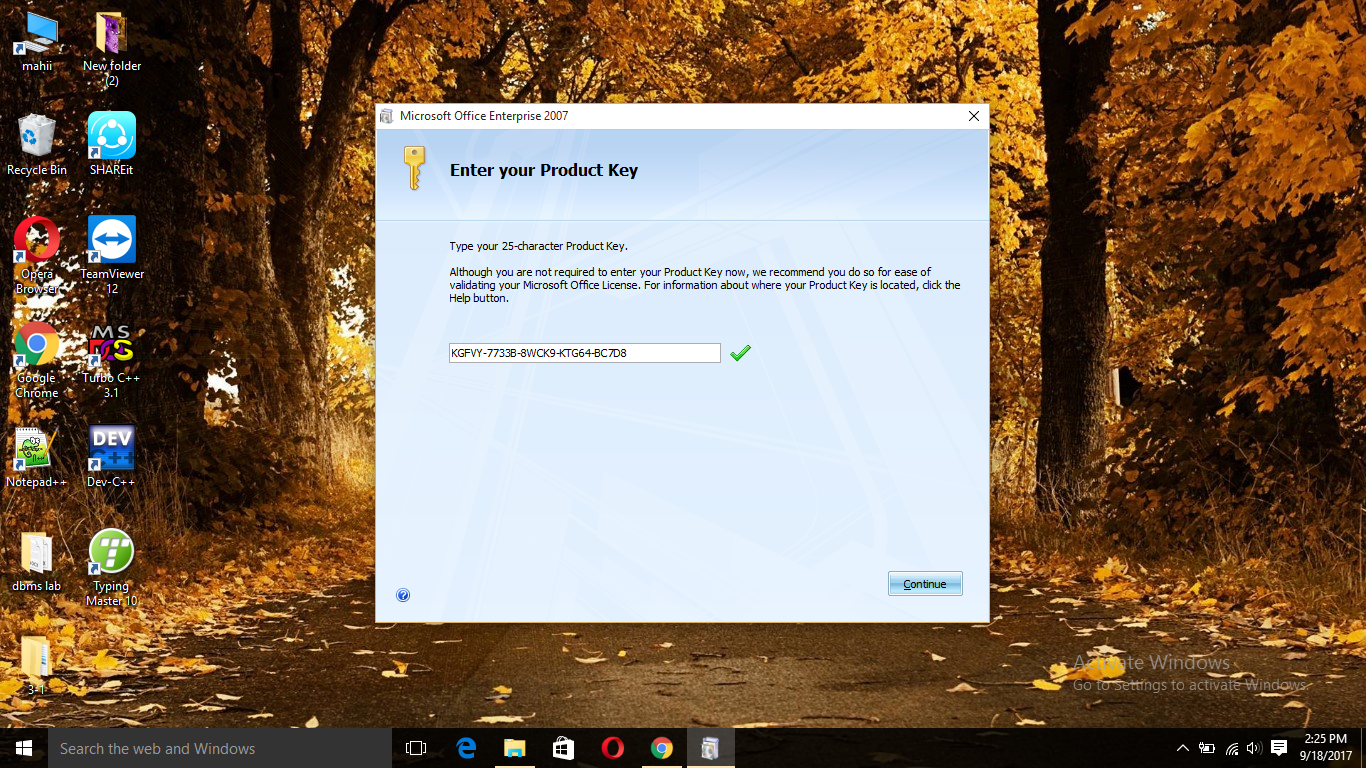 mahii
New folder
(2)
Recycle Bin
SHAREit
Opera
Browser
TeamViewer
12
Google
Chrome
MS
DOS
Turbo C++
3.1
Notepad++
DEV
C++
Dev-C++
dbms lab
Typing
Master 10
3-1
Microsoft Office Enterprise 2007
Enter your Product Key
Type your 25-character Product Key.
Although you are not required to enter your Product Key now, we recommend you do so for ease of
validating your Microsoft Office License. For information about where your Product Key is located, click the
Help button.
KGFVY-7733B-8WCK9-KTG64-BC7D8
Continue
Activate Windows
Go to Settings to activate Windows.
Search the web and Windows
2:25 PM
9/18/2017